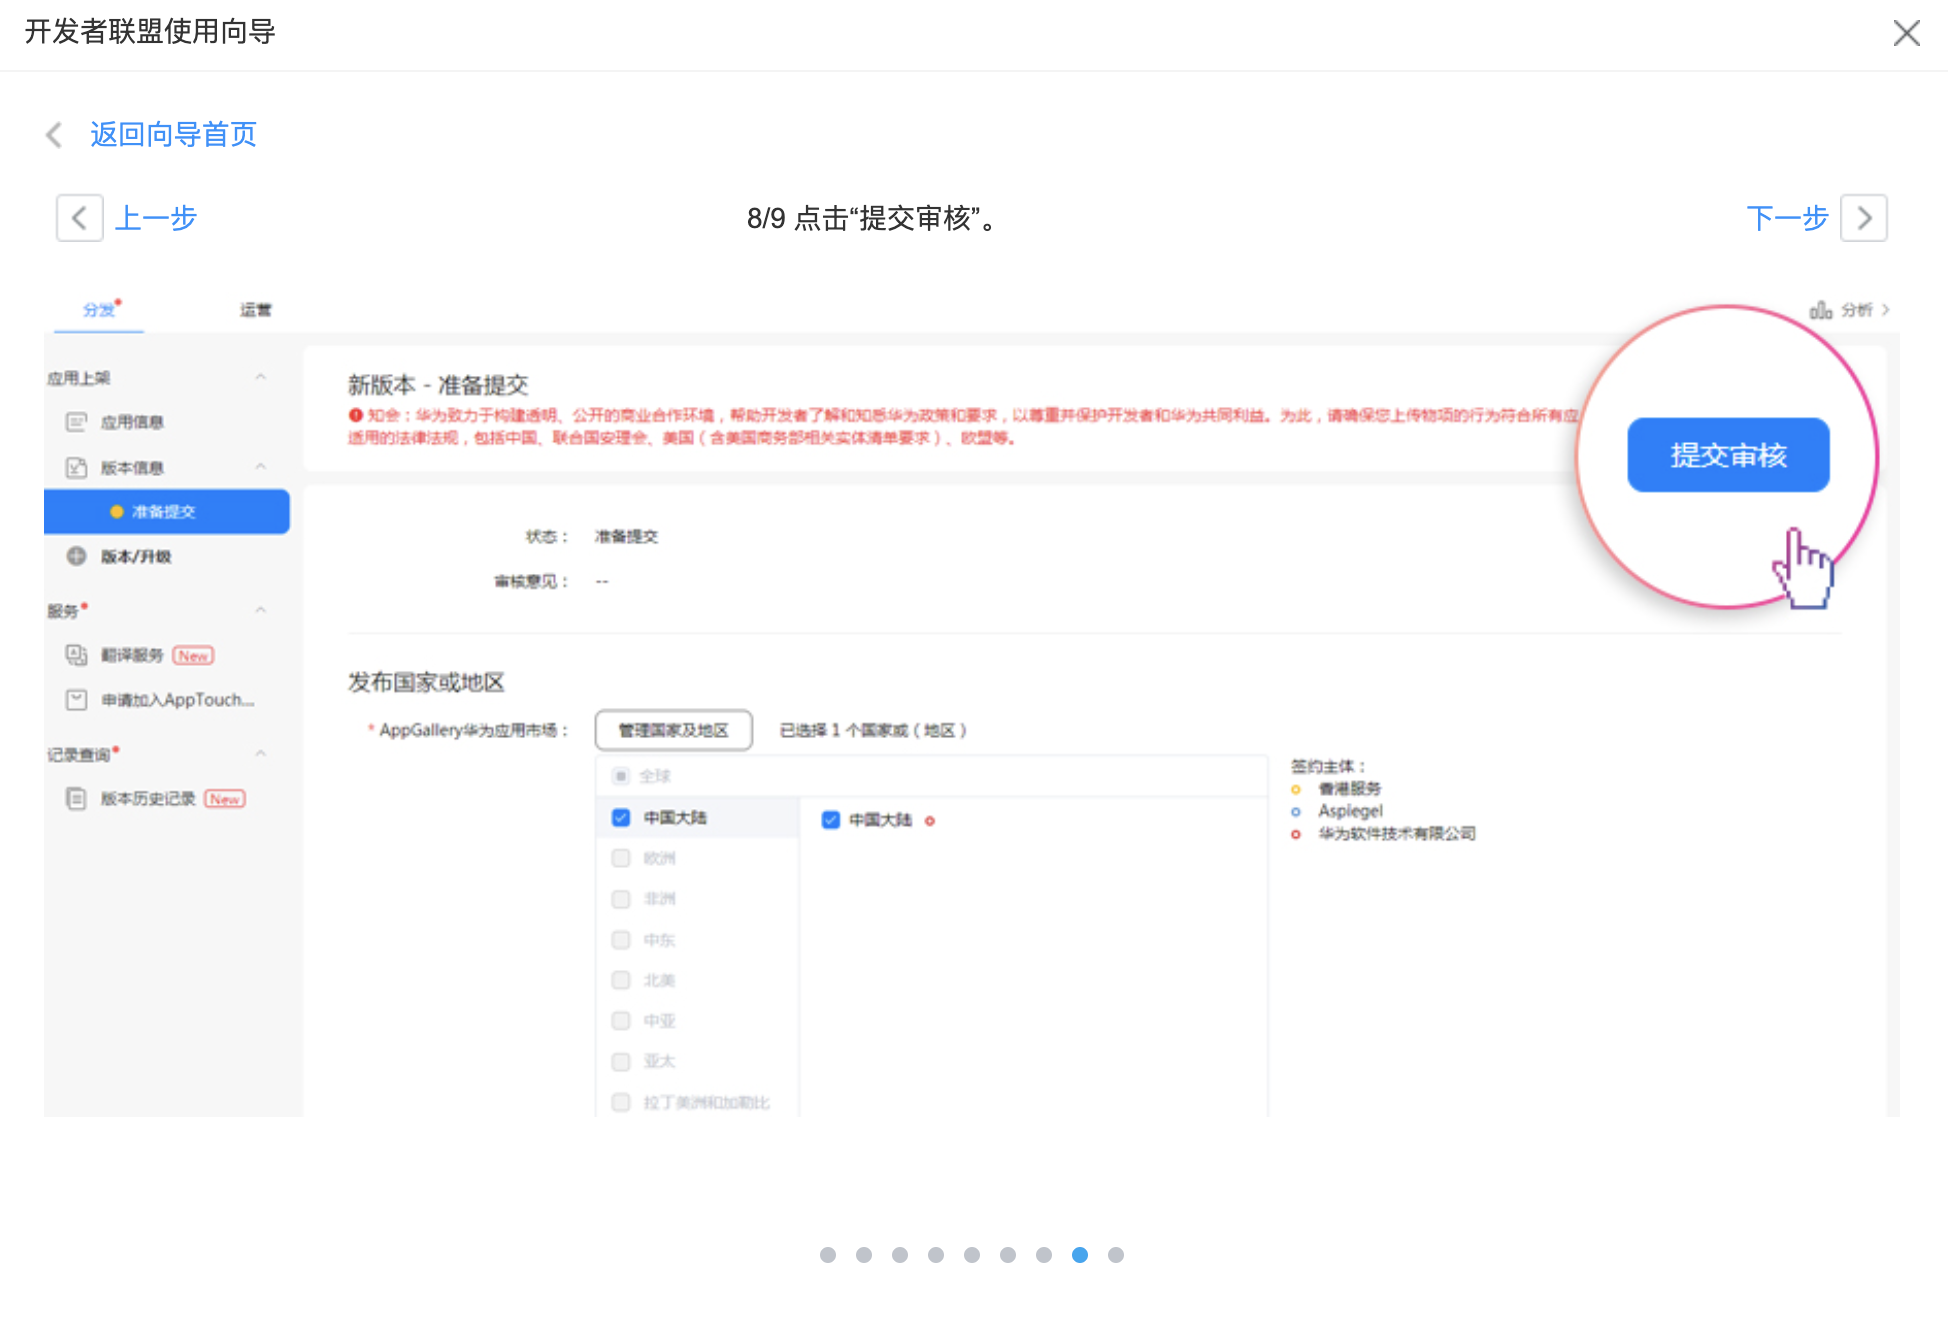 开发者联盟使用向导
返回向导首页
上一步
8/9 点击“提交审核”。
下一步
分发
运营
分析
应用上架
应用信息
版本信息
准备提交
版本/升级
服务
翻译服务 New
申请加入AppTouch...
记录查询
版本历史记录 New
新版本 - 准备提交
知会：华为致力于构建透明、公开的商业合作环境，帮助开发者了解和知悉华为政策和要求，以尊重并保护开发者和华为共同利益。为此，请确保您上传物项的行为符合所有应
适用的法律法规，包括中国、联合国安理会、美国（含美国商务部相关实体清单要求）、欧盟等。
提交审核
状态： 准备提交
审核意见： --
发布国家或地区
* AppGallery华为应用市场： 管理国家及地区 已选择 1 个国家或（地区）
全球
中国大陆
欧洲
非洲
中东
北美
中亚
亚太
拉丁美洲和加勒比
中国大陆
签约主体：
香港服务
Aspiegel
华为软件技术有限公司